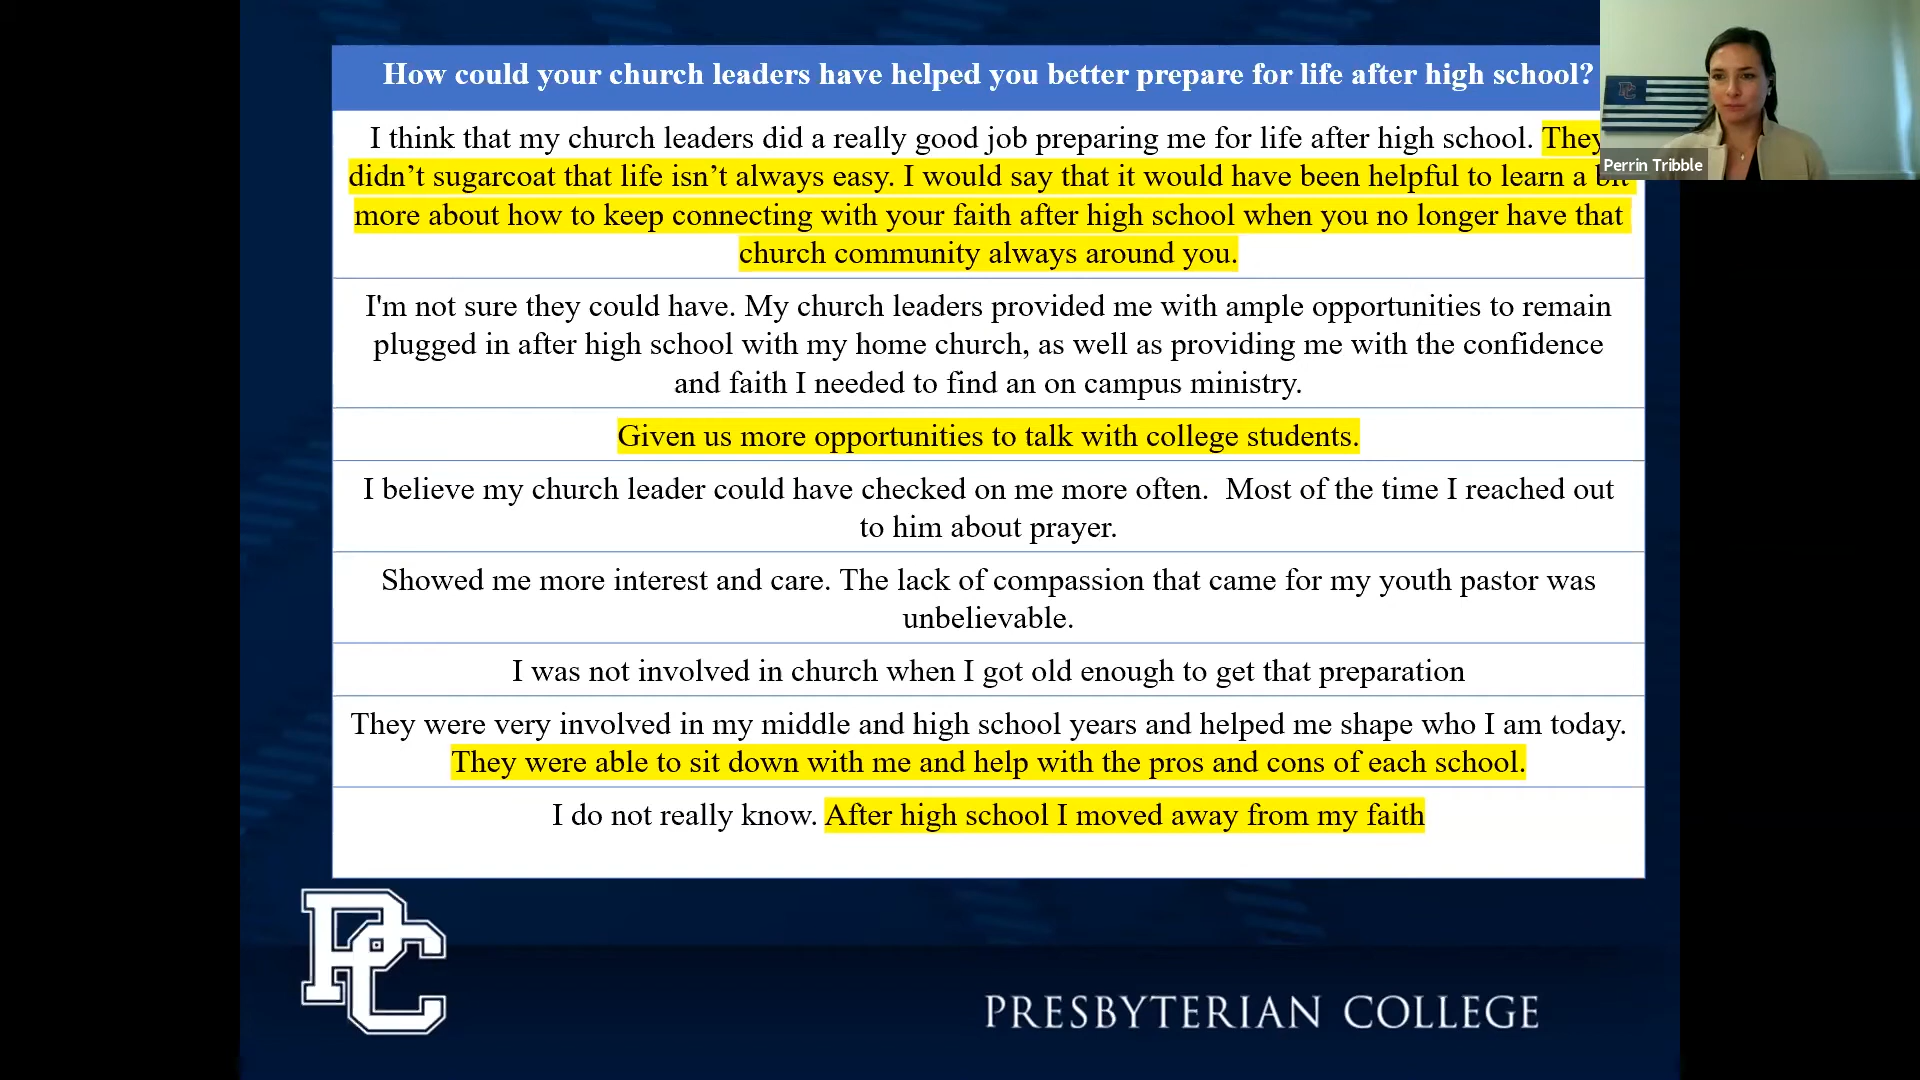 How could your church leaders have helped you better prepare for life after high school?
I think that my church leaders did a really good job preparing me for life after high school. They
didn’t sugarcoat that life isn’t always easy. I would say that it would have been helpful to learn a bit
more about how to keep connecting with your faith after high school when you no longer have that
church community always around you.
I'm not sure they could have. My church leaders provided me with ample opportunities to remain
plugged in after high school with my home church, as well as providing me with the confidence
and faith I needed to find an on campus ministry.
Given us more opportunities to talk with college students.
I believe my church leader could have checked on me more often.  Most of the time I reached out
to him about prayer.
Showed me more interest and care. The lack of compassion that came for my youth pastor was
unbelievable.
I was not involved in church when I got old enough to get that preparation
They were very involved in my middle and high school years and helped me shape who I am today.
They were able to sit down with me and help with the pros and cons of each school.
I do not really know. After high school I moved away from my faith
PC
PRESBYTERIAN COLLEGE
PC
Perrin Tribble